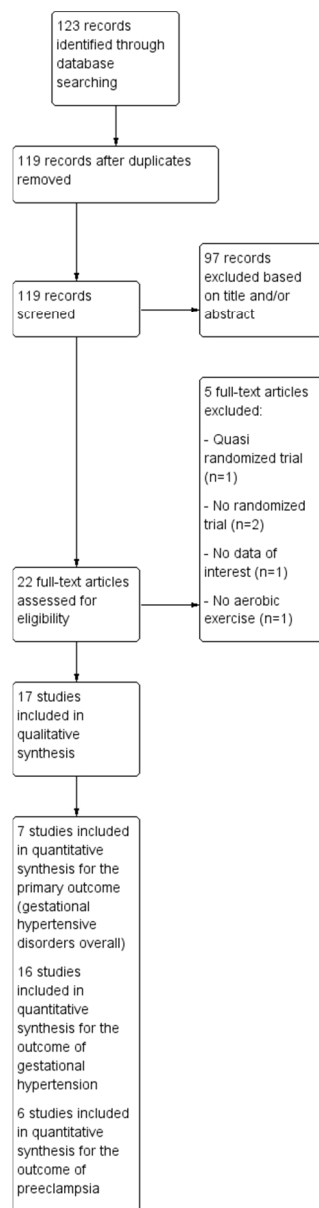 123 records
identified through
database
searching
119 records after duplicates
removed
119 records
screened
97 records
excluded based
on title and/or
abstract
5 full-text articles
excluded:
- Quasi
randomized trial
(n=1)
- No randomized
trial (n=2)
- No data of
interest (n=1)
- No aerobic
exercise (n=1)
22 full-text articles
assessed for
eligibility
17 studies
included in
qualitative
synthesis
7 studies included
in quantitative
synthesis for the
primary outcome
(gestational
hypertensive
disorders overall)
16 studies
included in
quantitative
synthesis for the
outcome of
gestational
hypertension
6 studies included
in quantitative
synthesis for the
outcome of
preeclampsia